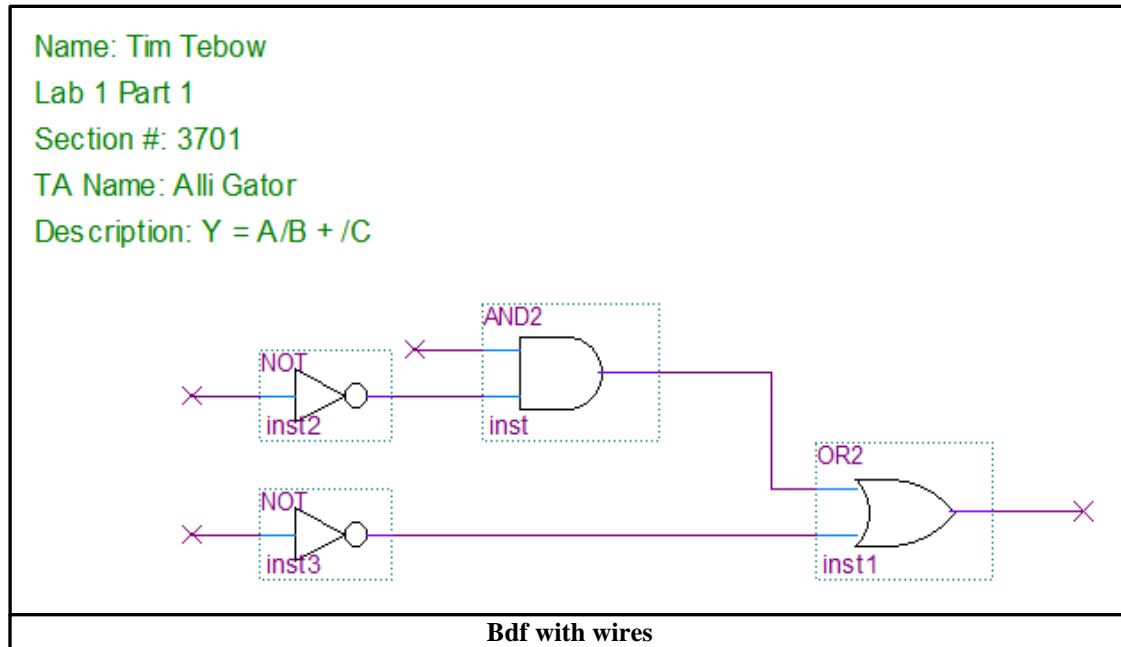 Name: Tim Tebow
Lab 1 Part 1
Section #: 3701
TA Name: Alli Gator
Description: Y = A/B + /C
AND2
NOT
inst2
inst
OR2
NOT
inst3
inst1
Bdf with wires